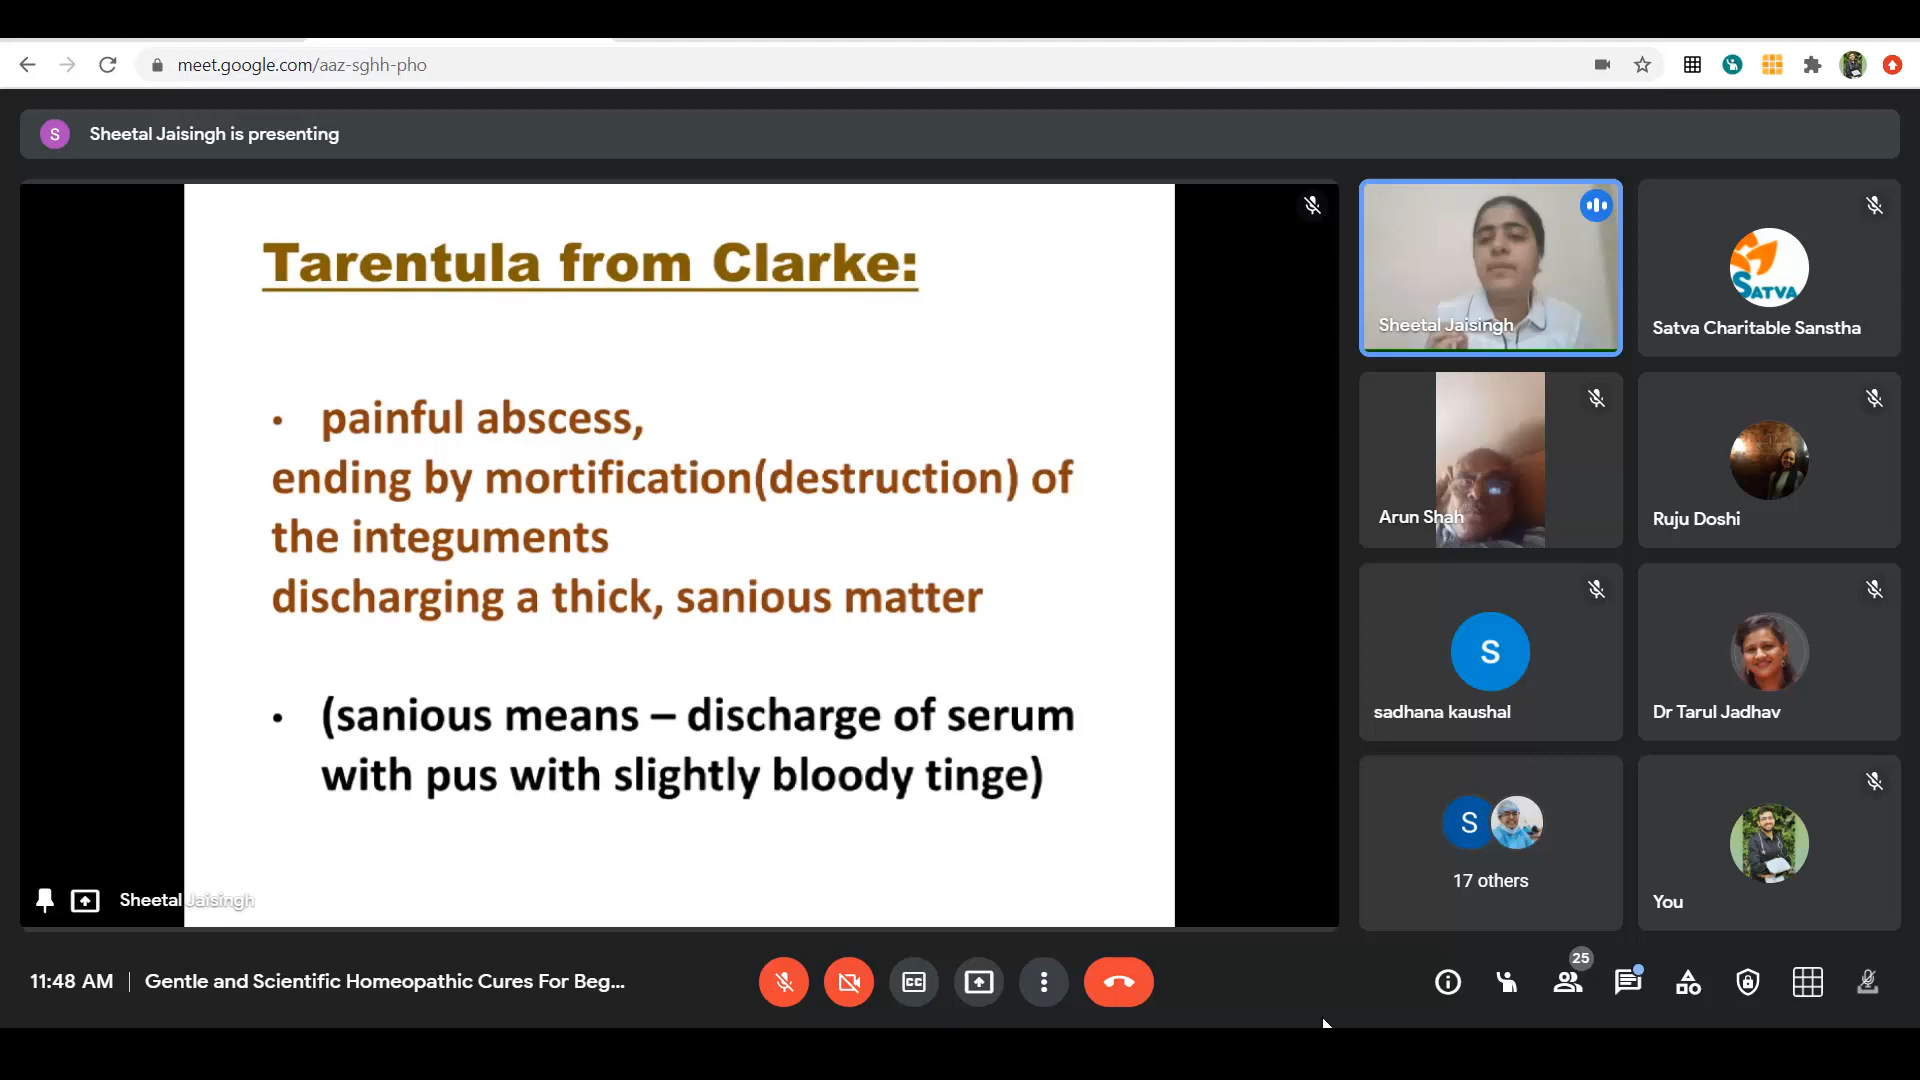 meet.google.com/aaz-sghh-pho
S
Sheetal Jaisingh is presenting
Tarentula from Clarke:
• painful abscess,
ending by mortification(destruction) of
the integuments
discharging a thick, sanious matter
• (sanious means – discharge of serum
with pus with slightly bloody tinge)
Sheetal Jaisingh
Sheetal Jaisingh
SATVA
Satva Charitable Sanstha
Arun Shah
Ruju Doshi
S
sadhana kaushal
Dr Tarul Jadhav
S
17 others
You
11:48 AM | Gentle and Scientific Homeopathic Cures For Beg...
CC
25